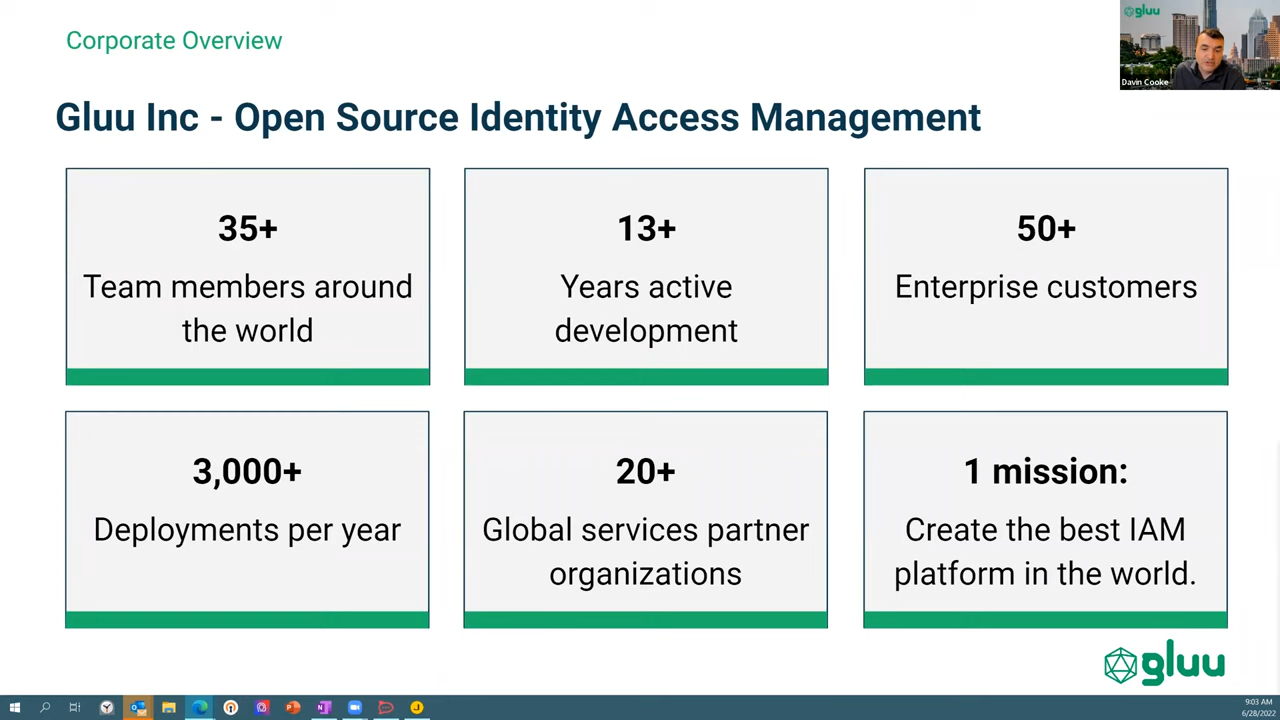 Corporate Overview
gluu
Davin Cooke
Gluu Inc - Open Source Identity Access Management
35+
Team members around
the world
13+
Years active
development
50+
Enterprise customers
3,000+
Deployments per year
20+
Global services partner
organizations
1 mission:
Create the best IAM
platform in the world.
gluu
9:03 AM
6/28/2022